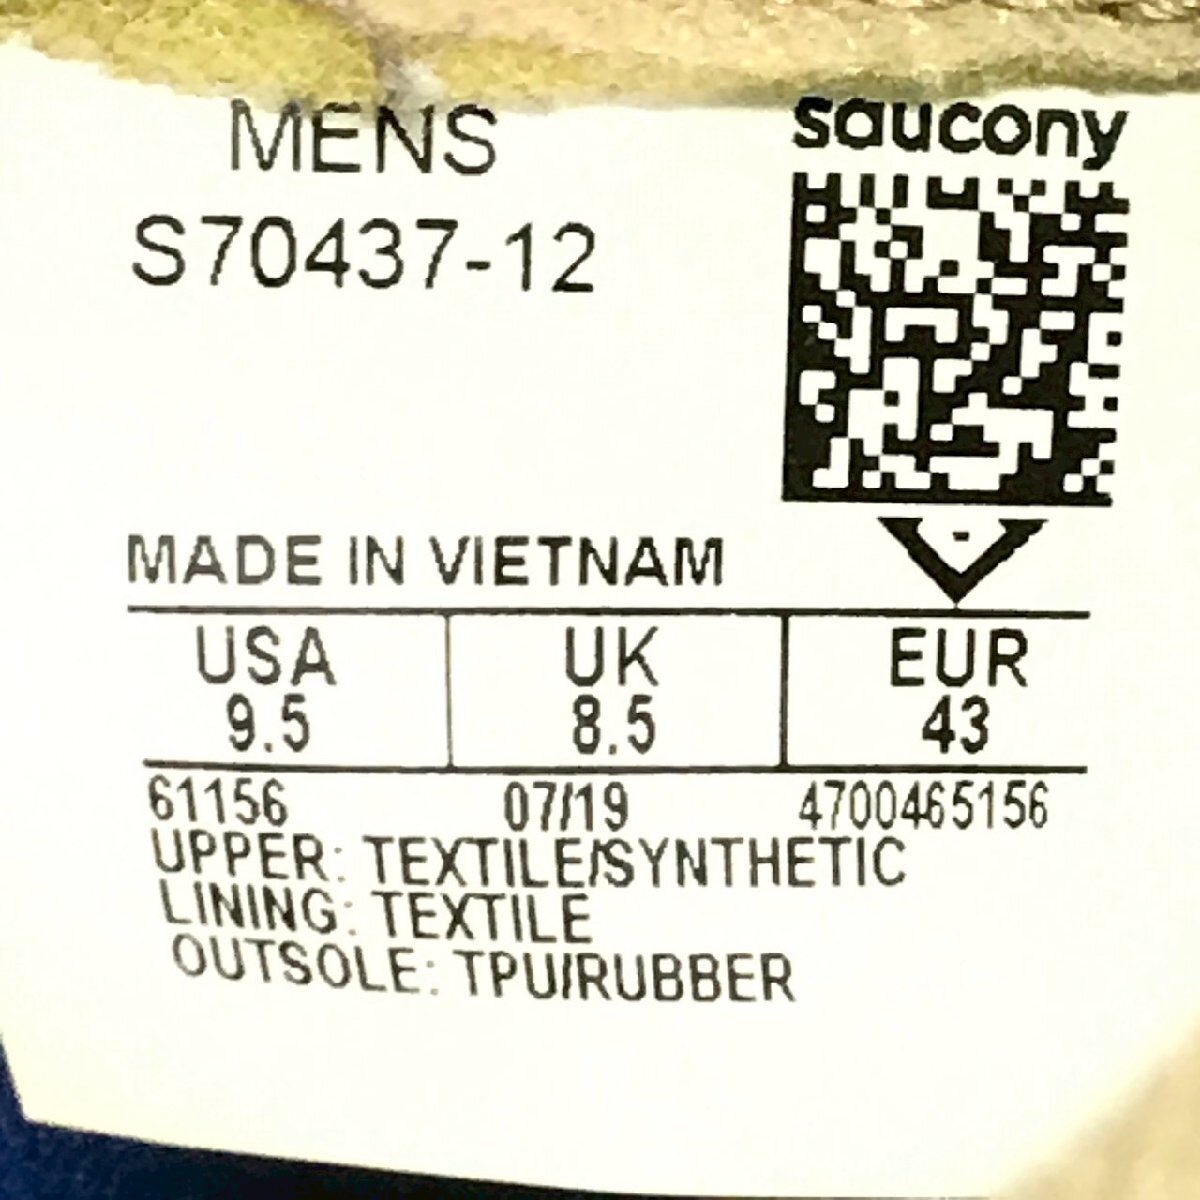 MENS
saucony
S70437-12
MADE IN VIETNAM
USA UK EUR
9.5 8.5 43
61156 07/19 4700465156
UPPER: TEXTILE/SYNTHETIC
LINING: TEXTILE
OUTSOLE: TPU/RUBBER